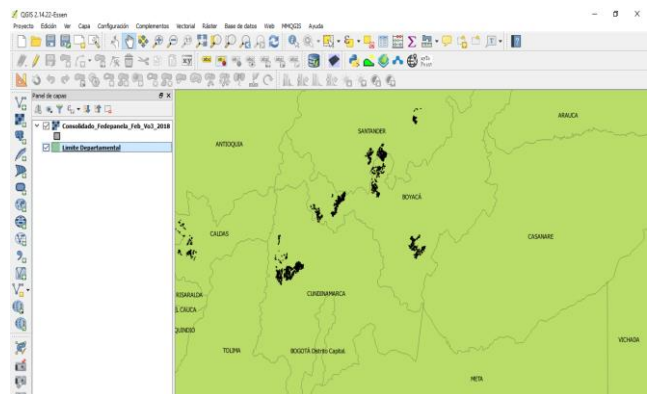 QGIS 2.14.22-Essen
Proyecto Edición Ver Capa Configuración Complementos Vectorial Ráster Base de datos Web MMQGIS Ayuda
Panel de capas
Consolidado_Fedepanela_Feb_Vo3_2018
Limite Departamental
ARAUCA
SANTANDER
ANTIOQUIA
BOYACÁ
CALDAS
CASANARE
RISARALDA
CUNDINAMARCA
L CAUCA
QUINDIO
VICHADA
TOLIMA
BOGOTÁ Distrito Capital
META